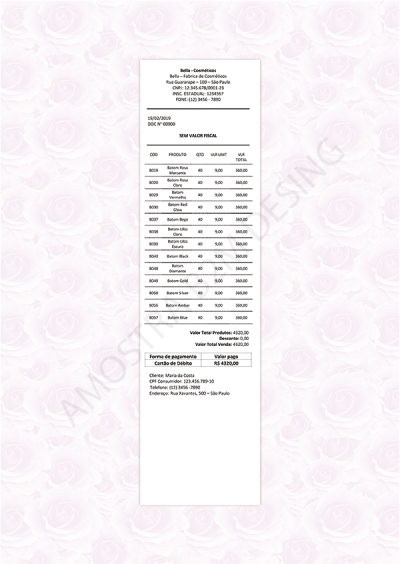 Bella - Cosméticos
Bella – Fabrica de Cosméticos
Rua Guararape – 100 – São Paulo
CNPJ: 12.345.678/0001-23
INSC. ESTADUAL: 1234567
FONE: (12) 3456 - 7890
19/02/2019
DOC Nº 00900
SEM VALOR FISCAL
CÓD PRODUTO QTD VLR UNIT VLR TOTAL
8019 Batom Rosa Marcante 40 9,00 360,00
8020 Batom Rosa Claro 40 9,00 360,00
8029 Batom Vermelho 40 9,00 360,00
8030 Batom Red Gloss 40 9,00 360,00
8037 Batom Bege 40 9,00 360,00
8038 Batom Lilás Claro 40 9,00 360,00
8039 Batom Lilás Escuro 40 9,00 360,00
8043 Batom Black 40 9,00 360,00
8048 Batom Diamante 40 9,00 360,00
8049 Batom Gold 40 9,00 360,00
8050 Batom Silver 40 9,00 360,00
8056 Batom Amber 40 9,00 360,00
8057 Batom Blue 40 9,00 360,00
Valor Total Produtos: 4320,00
Desconto: 0,00
Valor Total Venda: 4320,00
Forma de pagamento Valor pago
Cartão de Débito R$ 4320,00
Cliente: Maria da Costa
CPF Consumidor: 123.456.789-10
Telefone: (12) 3456 -7890
Endereço: Rua Xavantes, 500 – São Paulo
AMOSTRA